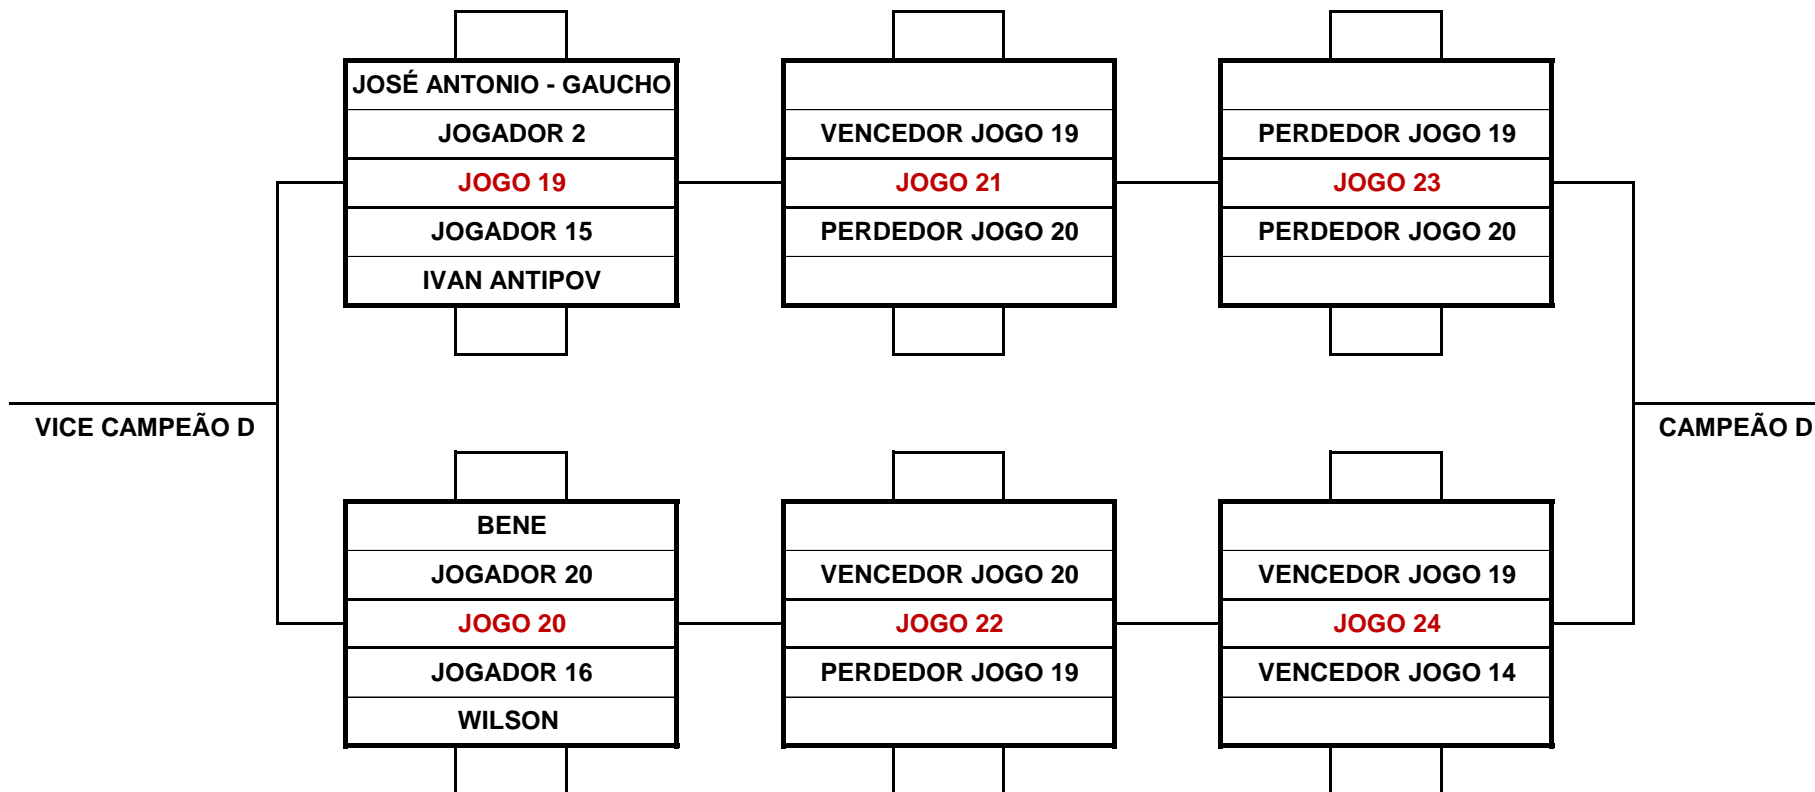 JOSÉ ANTONIO - GAUCHO
JOGADOR 2
JOGO 19
JOGADOR 15
IVAN ANTIPOV
VENCEDOR JOGO 19
JOGO 21
PERDEDOR JOGO 20
PERDEDOR JOGO 19
JOGO 23
PERDEDOR JOGO 20
VICE CAMPEÃO D
CAMPEÃO D
BENE
JOGADOR 20
JOGO 20
JOGADOR 16
WILSON
VENCEDOR JOGO 20
JOGO 22
PERDEDOR JOGO 19
VENCEDOR JOGO 19
JOGO 24
VENCEDOR JOGO 14